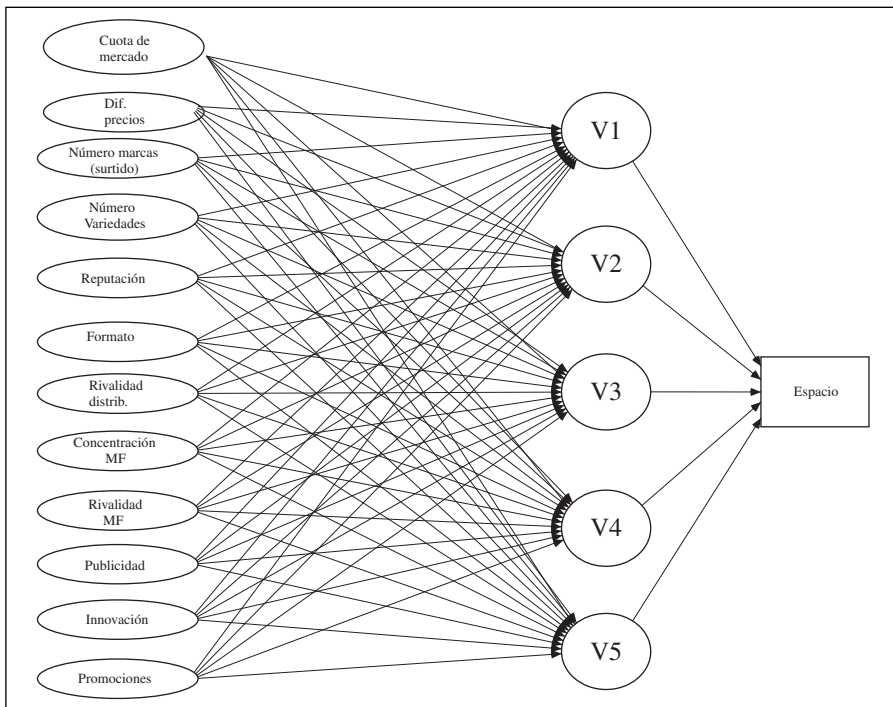 Cuota de
mercado
Dif.
precios
Número marcas
(surtido)
Número
Variedades
Reputación
Formato
Rivalidad
distrib.
Concentración
MF
Rivalidad
MF
Publicidad
Innovación
Promociones
V1
V2
V3
V4
V5
Espacio